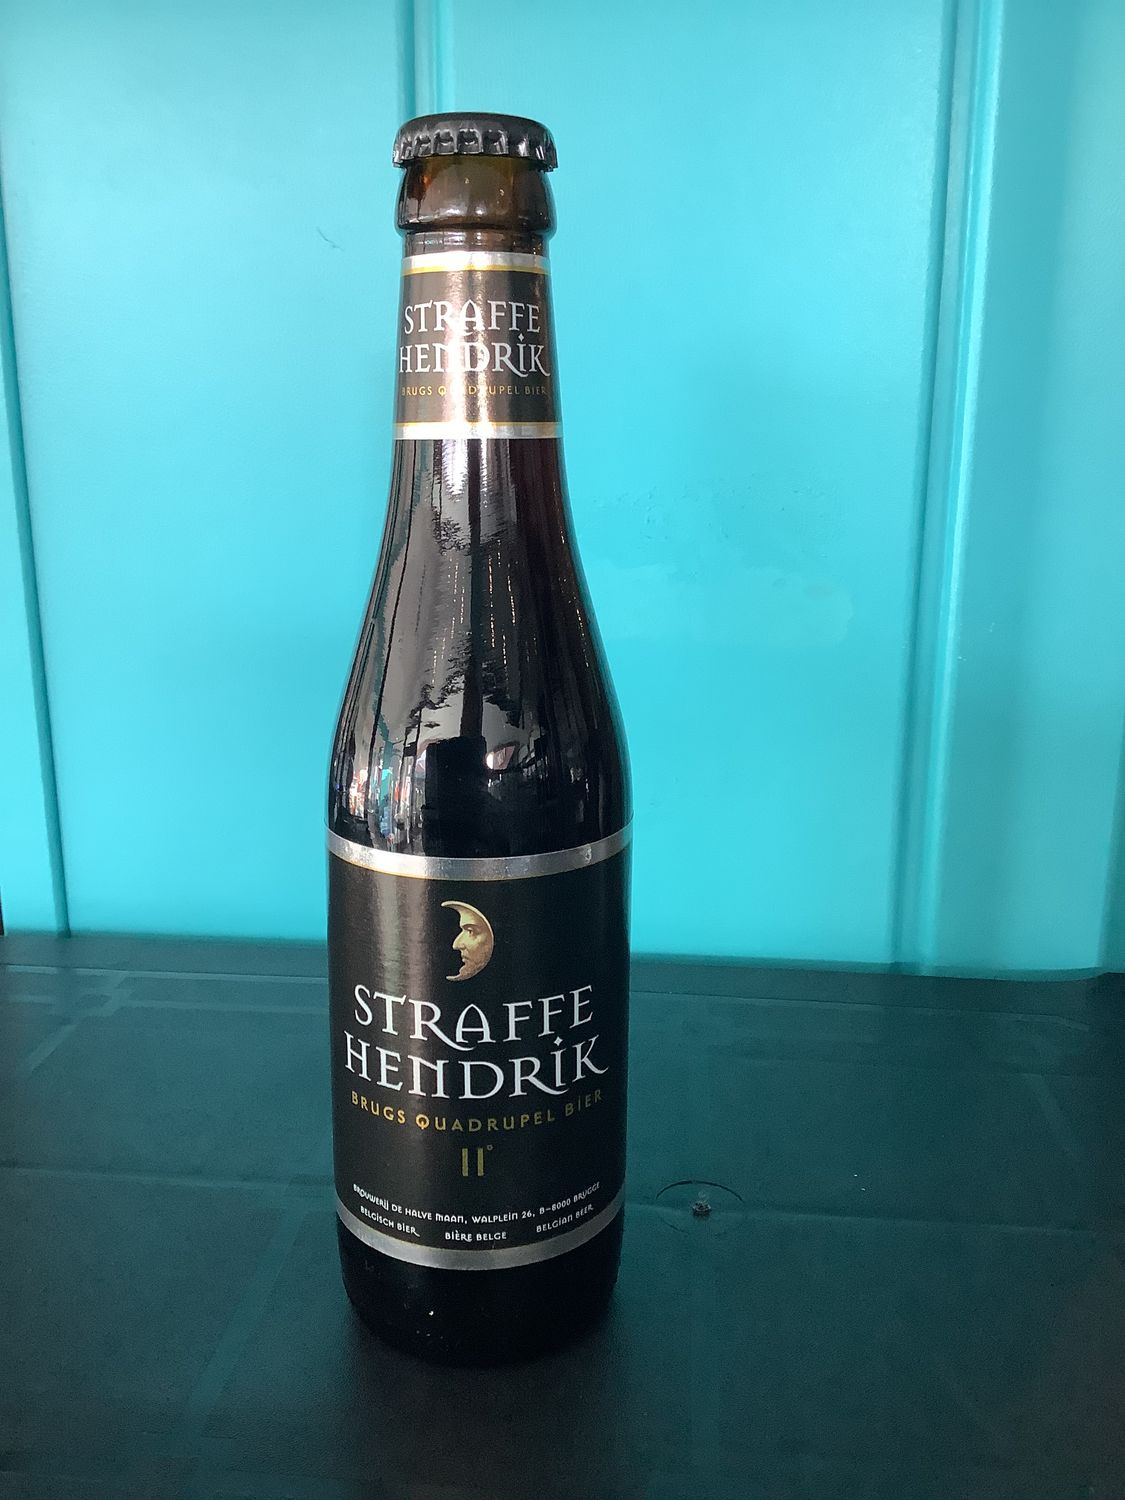 STRAFFE
HENDRIK
BRUGS QUADRUPEL BIER
STRAFFE
HENDRIK
BRUGS QUADRUPEL BIER
11°
BROUWERIJ DE HALVE MAAN, WALPLEIN 26, B-8000 BRUGGE
BELGISCH BIER BIÈRE BELGE BELGIAN BEER